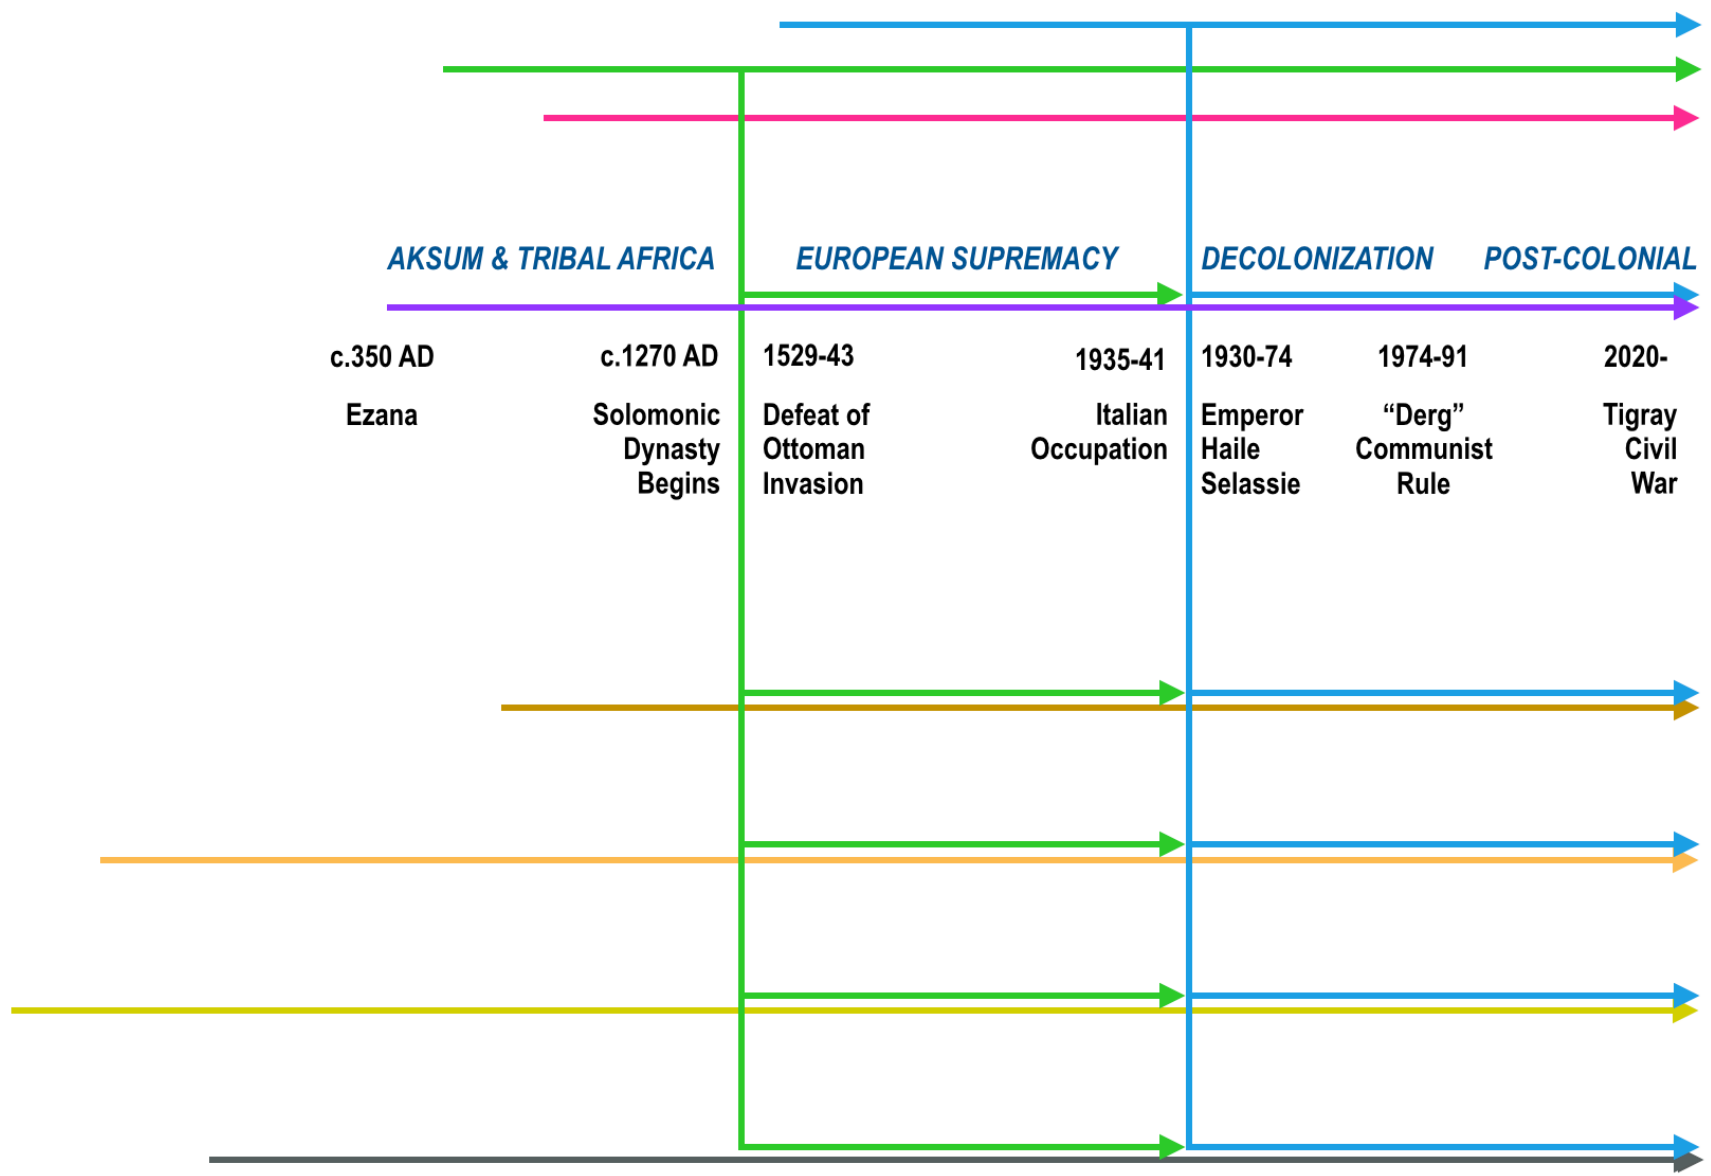 AKSUM & TRIBAL AFRICA
EUROPEAN SUPREMACY
DECOLONIZATION
POST-COLONIAL
c.350 AD
Ezana
c.1270 AD
Solomonic
Dynasty
Begins
1529-43
Defeat of
Ottoman
Invasion
1935-41
Italian
Occupation
1930-74
Emperor
Haile
Selassie
1974-91
“Derg”
Communist
Rule
2020-
Tigray
Civil
War